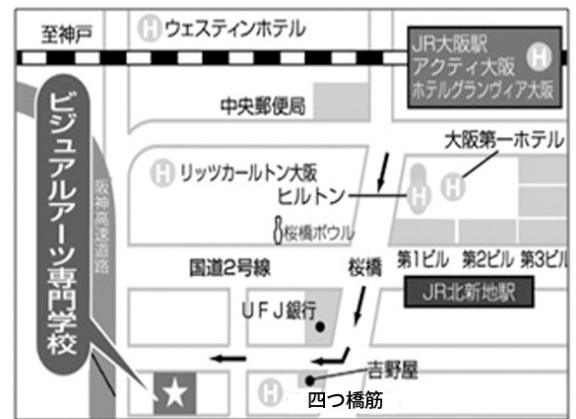 至神戸
ウェスティンホテル
JR大阪駅
アクティ大阪
ホテルグランヴィア大阪
H
H
中央郵便局
大阪第一ホテル
ビジュアルアーツ専門学校
阪神高速道路
H
リッツカールトン大阪
ヒルトン
H
H
桜橋ボウル
国道2号線
桜橋
第1ビル
第2ビル
第3ビル
JR北新地駅
UFJ銀行
吉野屋
H
四つ橋筋